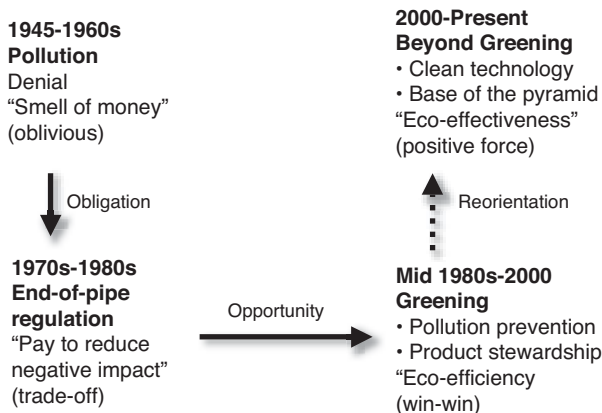 1945-1960s
Pollution
Denial
“Smell of money”
(oblivious)
Obligation
1970s-1980s
End-of-pipe
regulation
“Pay to reduce
negative impact”
(trade-off)
Opportunity
Mid 1980s-2000
Greening
• Pollution prevention
• Product stewardship
“Eco-efficiency
(win-win)
Reorientation
2000-Present
Beyond Greening
• Clean technology
• Base of the pyramid
“Eco-effectiveness”
(positive force)